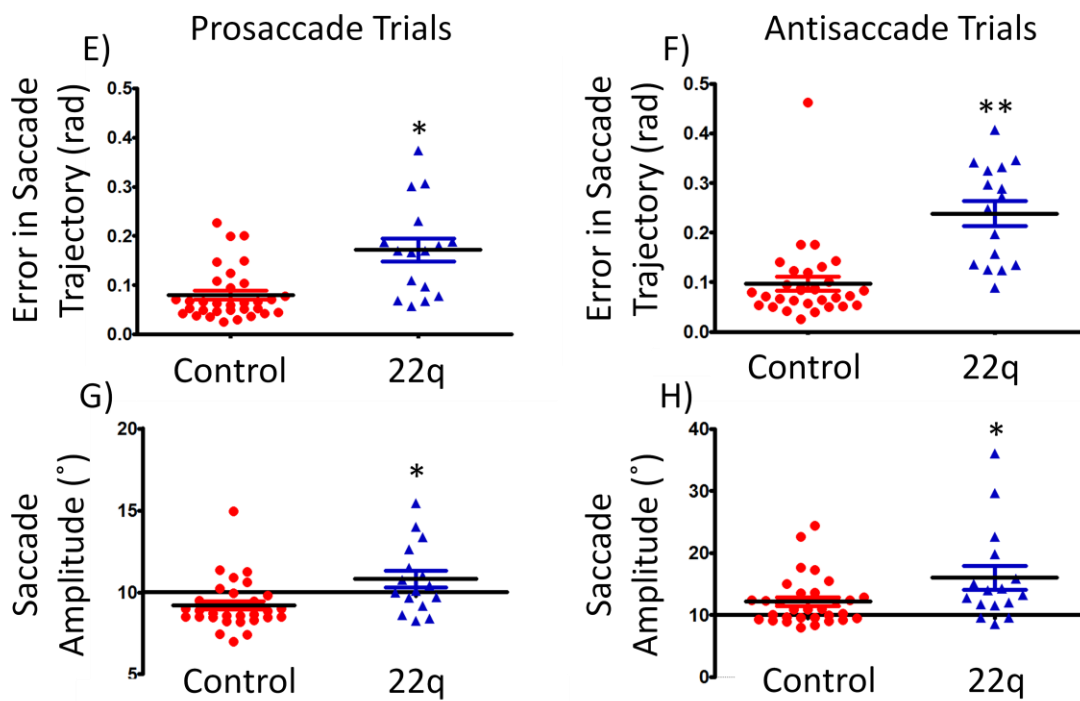 Prosaccade Trials
Antisaccade Trials
E)
Error in Saccade
Trajectory (rad)
0.5
0.4
0.3
0.2
0.1
0.0
*
Control
22q
F)
Error in Saccade
Trajectory (rad)
0.5
0.4
0.3
0.2
0.1
0.0
**
Control
22q
G)
Saccade
Amplitude (°)
20
15
10
5
*
Control
22q
H)
Saccade
Amplitude (°)
40
30
20
10
0
*
Control
22q